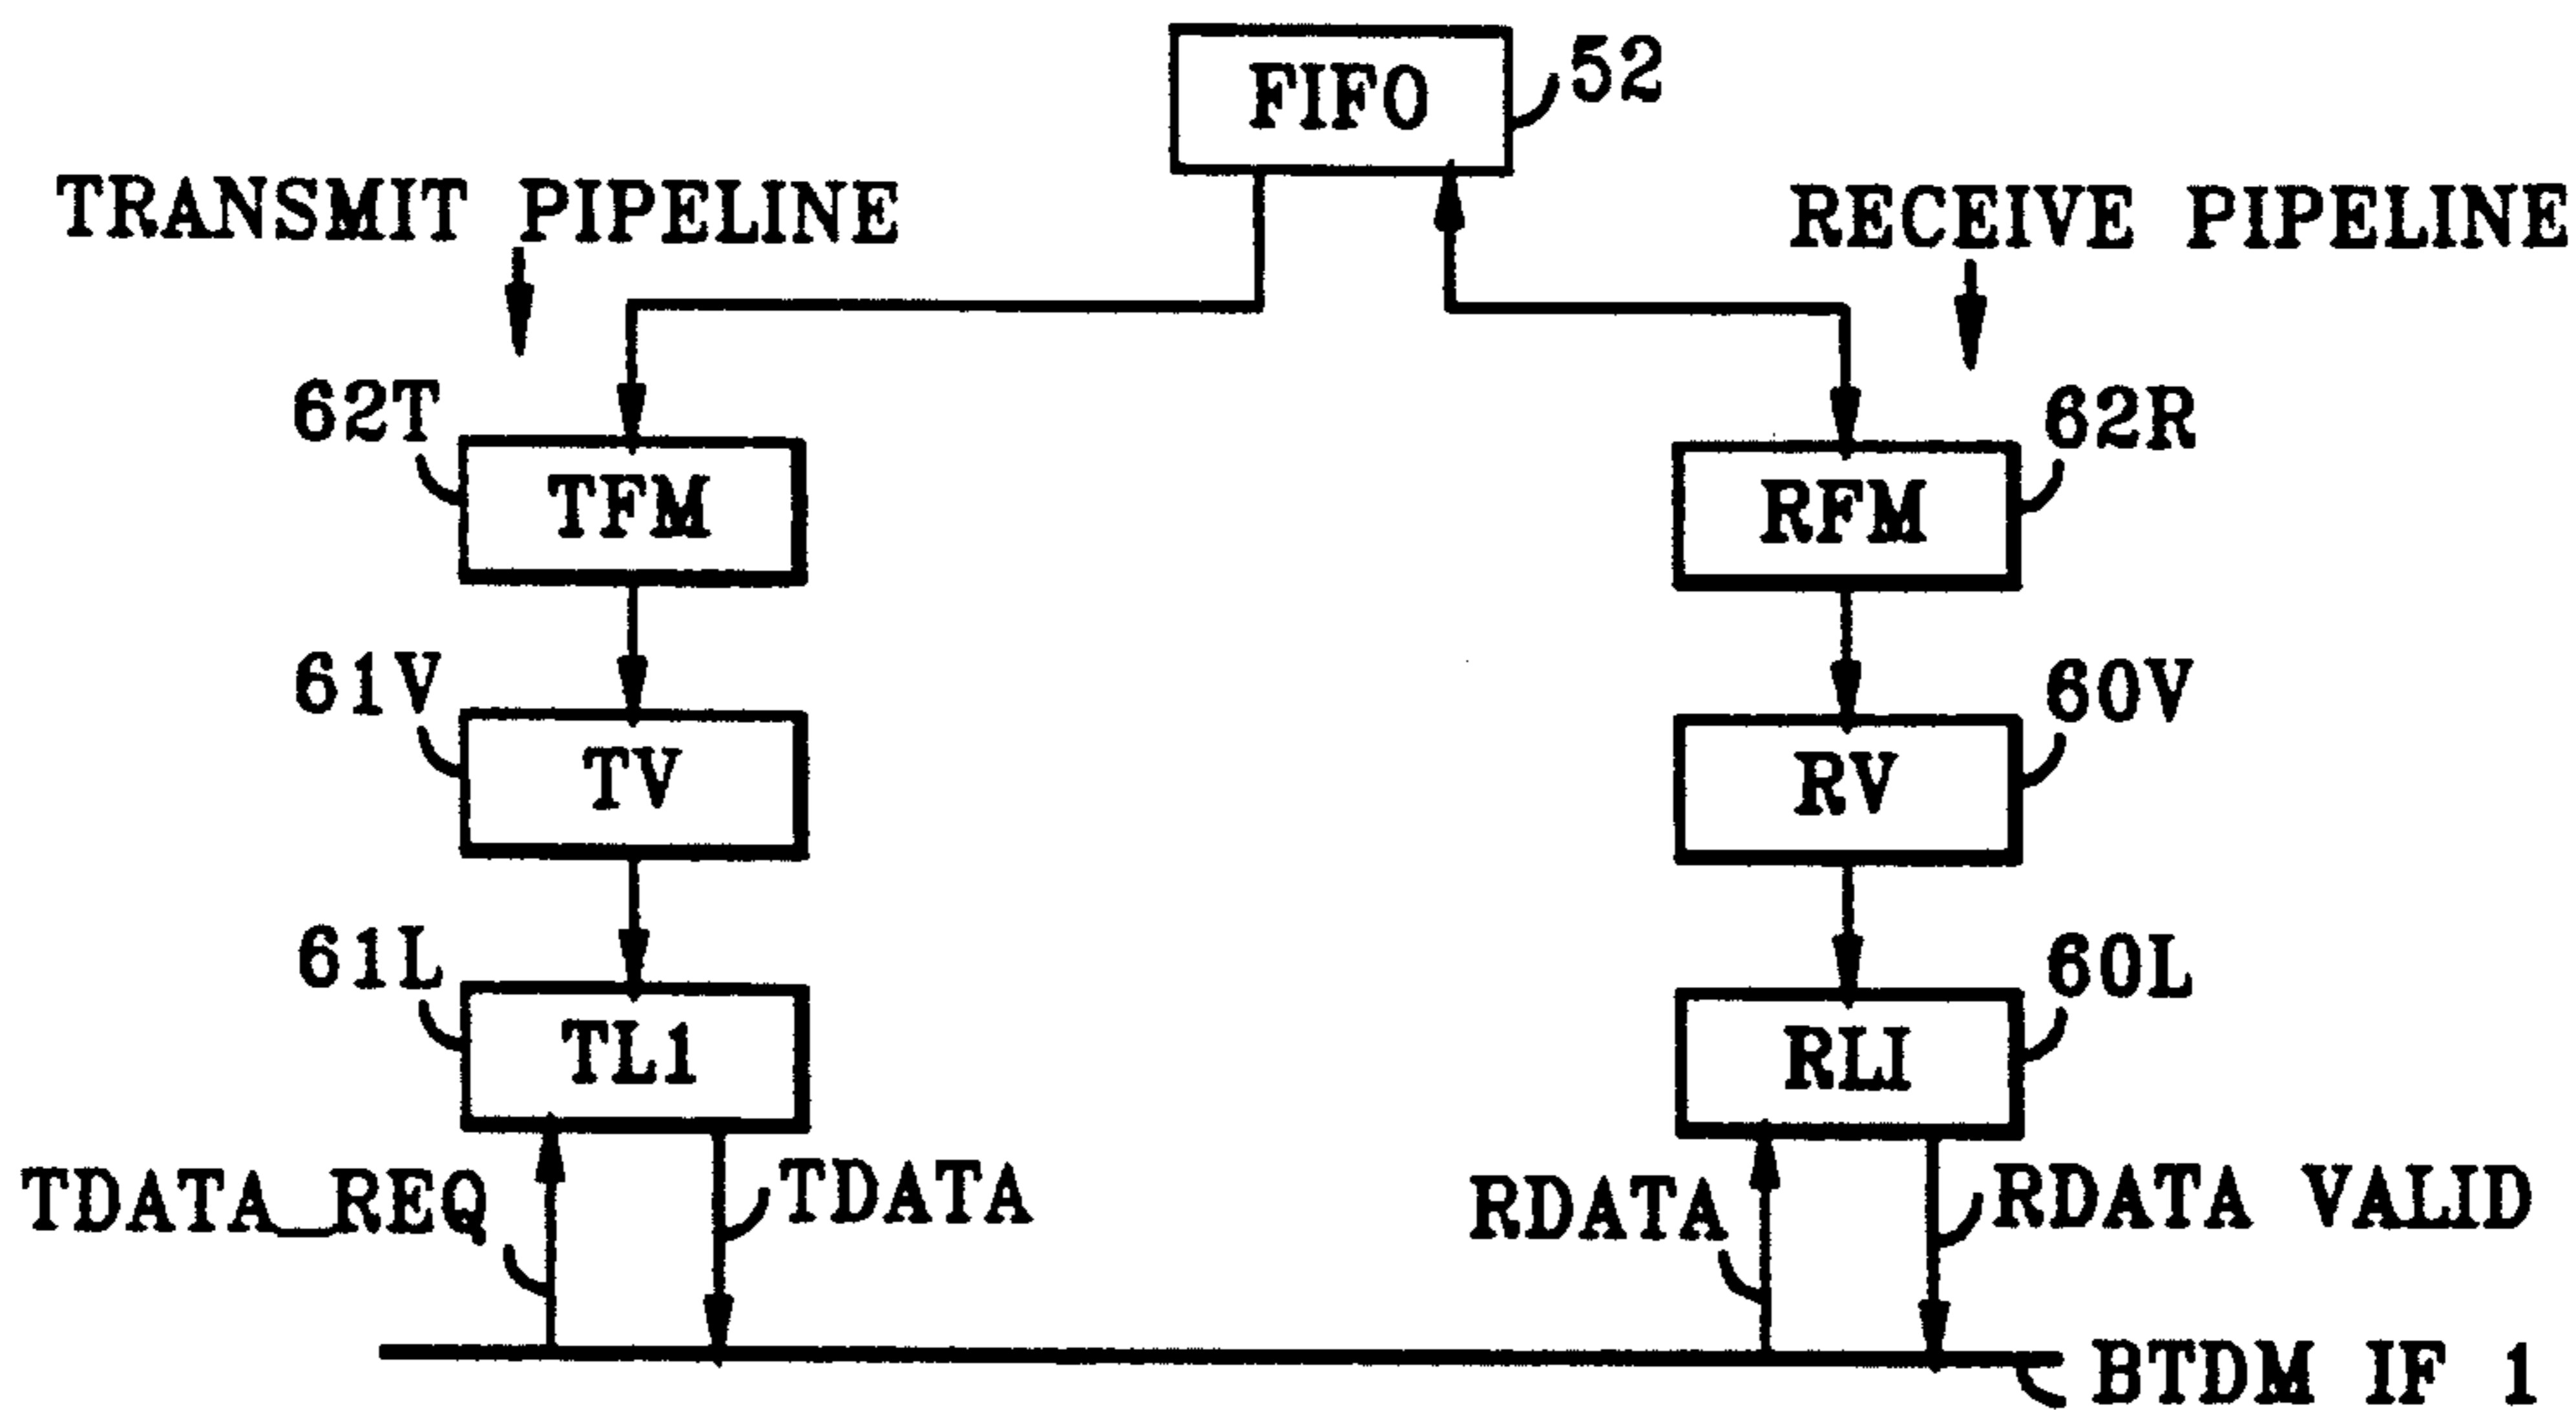 FIFO
52
TRANSMIT PIPELINE
RECEIVE PIPELINE
62T
TFM
62R
RFM
61V
TV
60V
RV
61L
TL1
60L
RLI
TDATA_REQ
TDATA
RDATA
RDATA VALID
BTDM IF 1